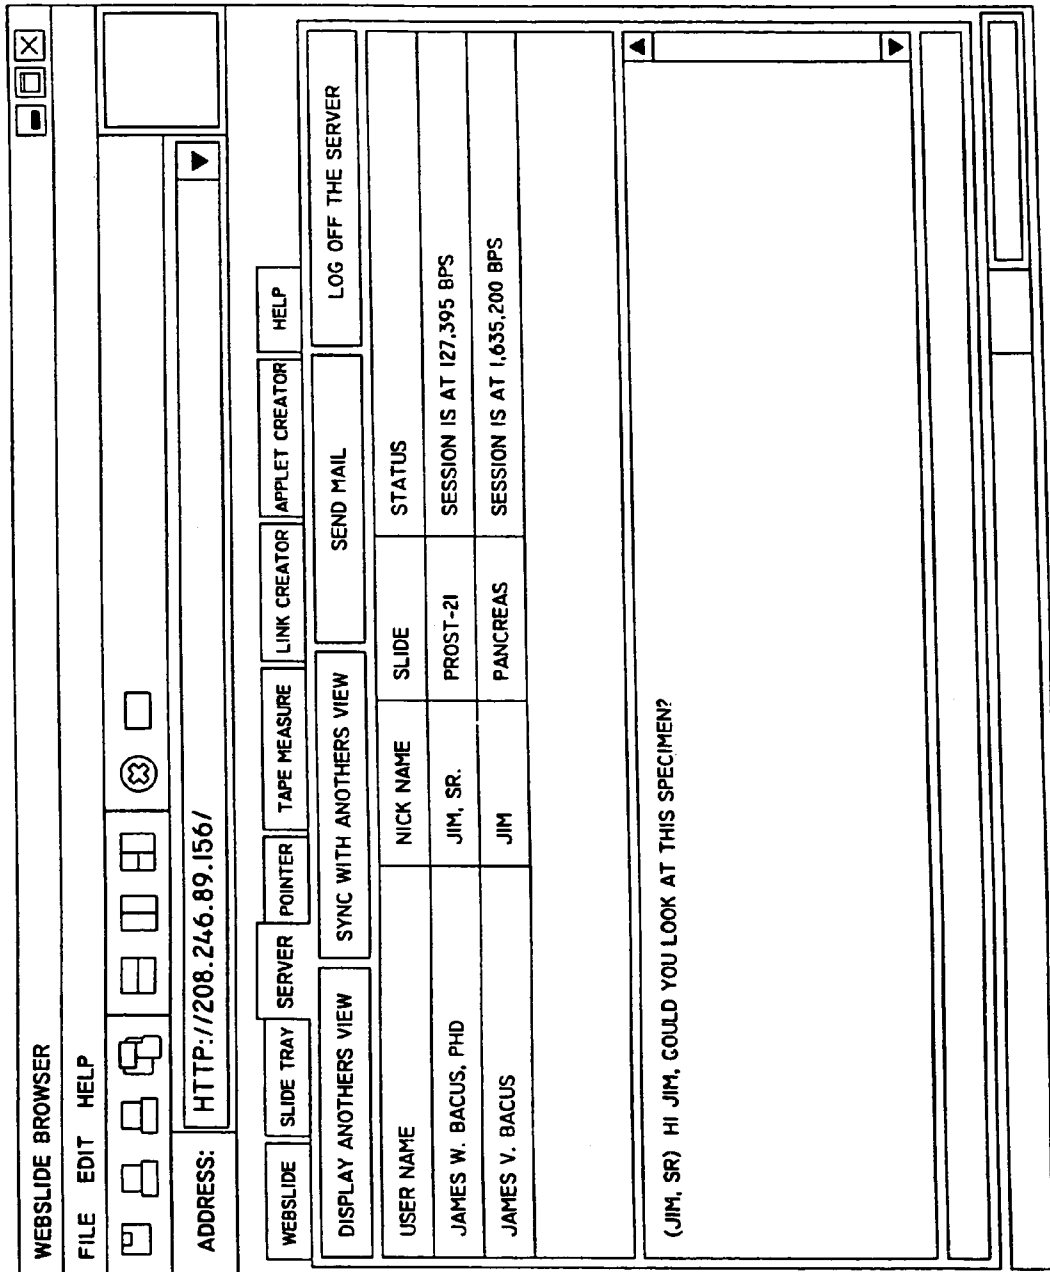 WEBSLIDE BROWSER
FILE EDIT HELP
ADDRESS: HTTP://208.246.89.156/
WEBSLIDE SLIDE TRAY SERVER POINTER TAPE MEASURE LINK CREATOR APPLET CREATOR HELP
DISPLAY ANOTHERS VIEW SYNC WITH ANOTHERS VIEW SEND MAIL LOG OFF THE SERVER
USER NAME NICK NAME SLIDE STATUS
JAMES W. BACUS, PHD JIM, SR. PROST-21 SESSION IS AT 127,395 BPS
JAMES V. BACUS JIM PANCREAS SESSION IS AT 1,635,200 BPS
(JIM, SR) HI JIM, GOULD YOU LOOK AT THIS SPECIMEN?